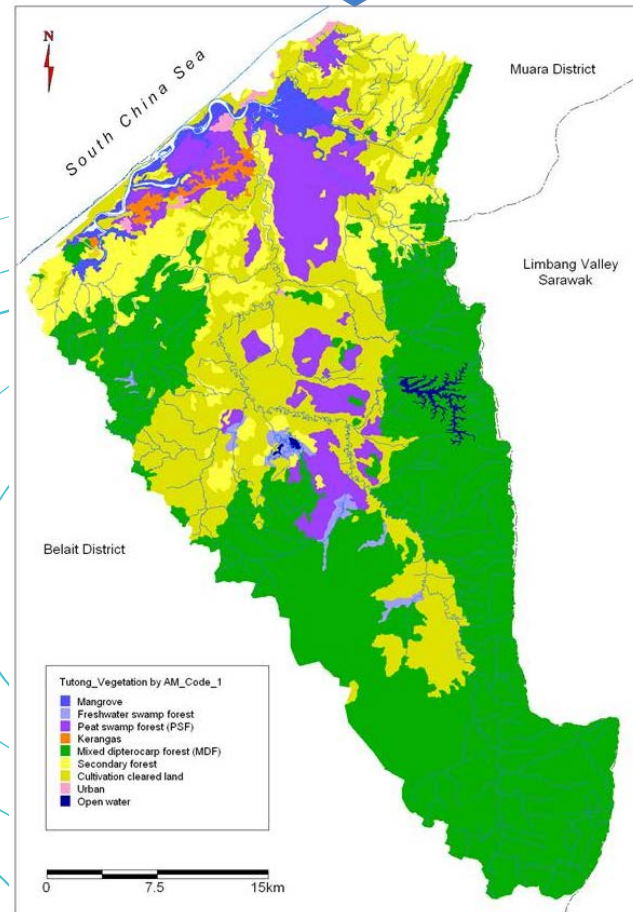 N
South China Sea
Muara District
Limbang Valley
Sarawak
Belait District
Tutong_Vegetation by AM_Code_1
Mangrove
Freshwater swamp forest
Peat swamp forest (PSF)
Kerangas
Mixed dipterocarp forest (MDF)
Secondary forest
Cultivation cleared land
Urban
Open water
0 7.5 15km